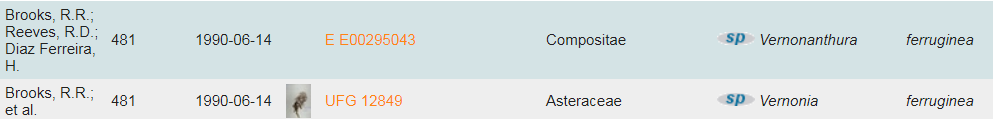 Brooks, R.R.;
Reeves, R.D.;
Diaz Ferreira,
H.
481 1990-06-14 E E00295043 Compositae sp Vernonanthura ferruginea
Brooks, R.R.;
et al.
481 1990-06-14 UFG 12849 Asteraceae sp Vernonia ferruginea